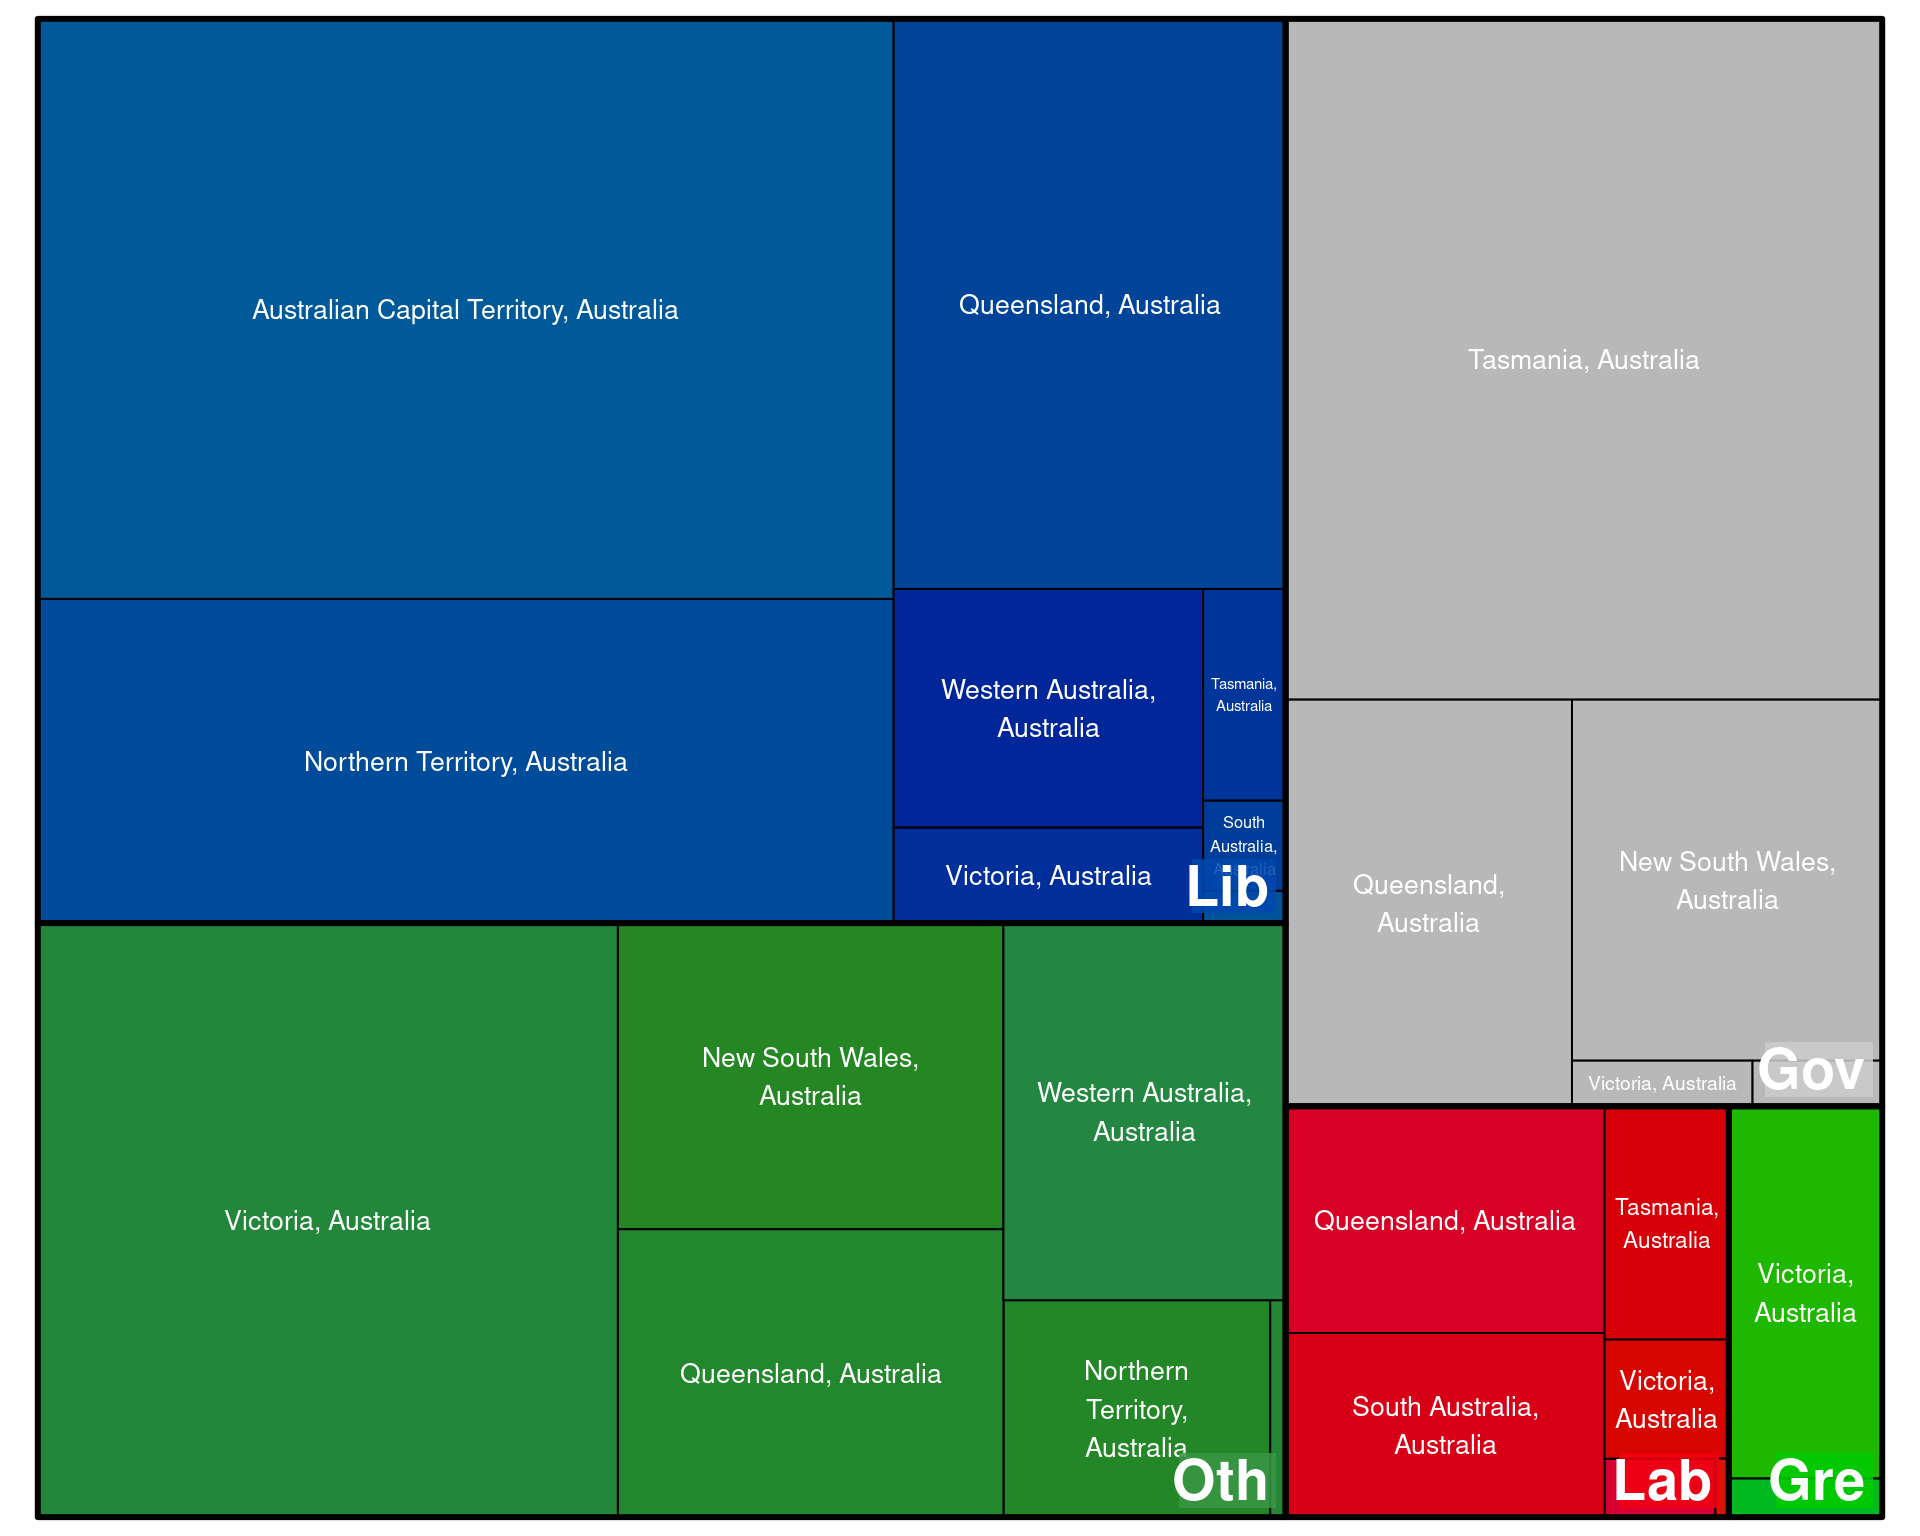 Australian Capital Territory, Australia
Northern Territory, Australia
Queensland, Australia
Western Australia,
Australia
Tasmania,
Australia
Victoria, Australia
South
Australia,
Australia
Lib
Tasmania, Australia
Queensland,
Australia
New South Wales,
Australia
Victoria, Australia
Gov
Victoria, Australia
New South Wales,
Australia
Queensland, Australia
Western Australia,
Australia
Northern
Territory,
Australia
Oth
Queensland, Australia
South Australia,
Australia
Tasmania,
Australia
Victoria,
Australia
Lab
Victoria,
Australia
Gre